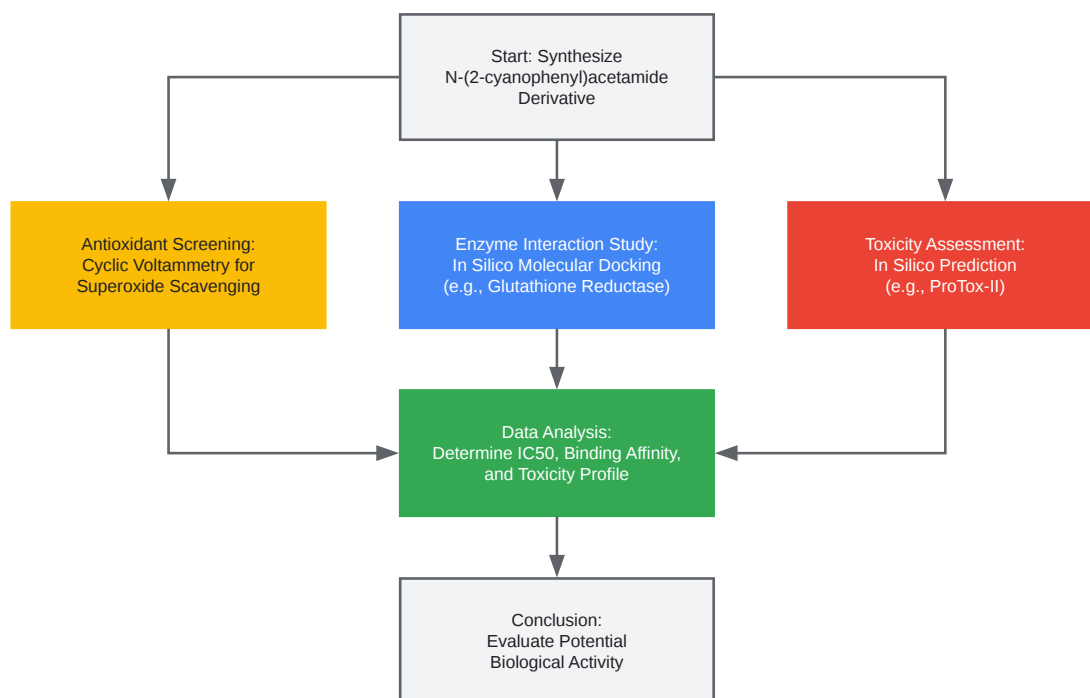 Start: Synthesize
N-(2-cyanophenyl)acetamide
Derivative
Antioxidant Screening:
Cyclic Voltammetry for
Superoxide Scavenging
Enzyme Interaction Study:
In Silico Molecular Docking
(e.g., Glutathione Reductase)
Toxicity Assessment:
In Silico Prediction
(e.g., ProTox-II)
Data Analysis:
Determine IC50, Binding Affinity,
and Toxicity Profile
Conclusion:
Evaluate Potential
Biological Activity